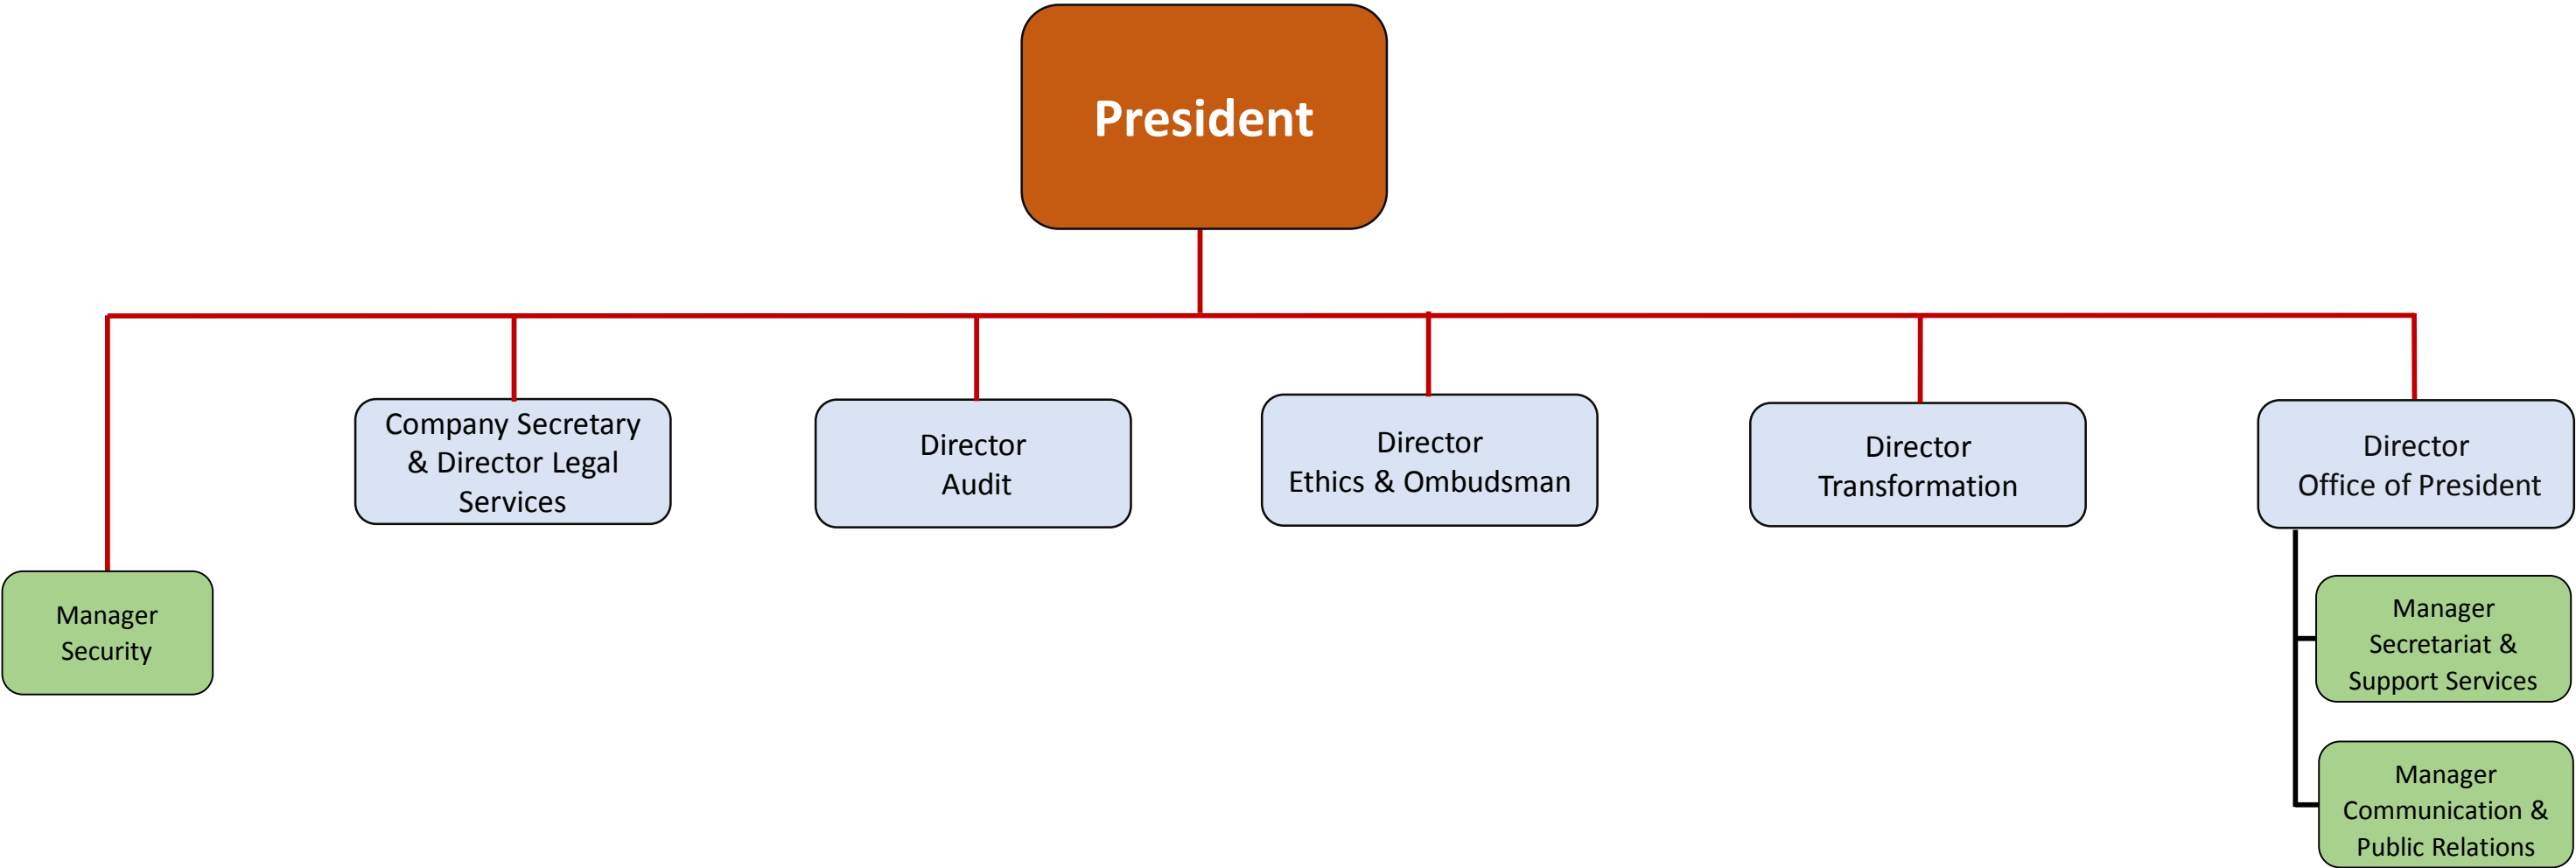 President
Company Secretary
& Director Legal
Services
Director
Audit
Director
Ethics & Ombudsman
Director
Transformation
Director
Office of President
Manager
Security
Manager
Secretariat &
Support Services
Manager
Communication &
Public Relations